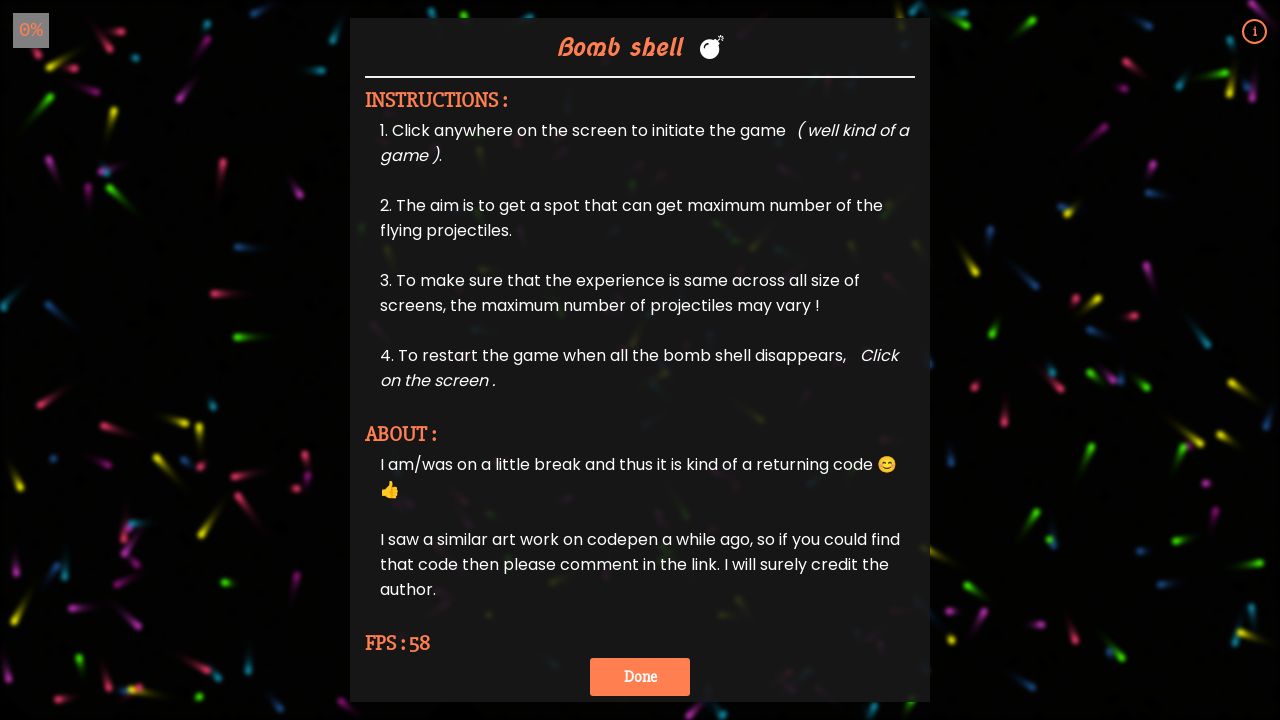 0%
i
Bomb shell 💣
INSTRUCTIONS :
1. Click anywhere on the screen to initiate the game ( well kind of a
game ).
2. The aim is to get a spot that can get maximum number of the
flying projectiles.
3. To make sure that the experience is same across all size of
screens, the maximum number of projectiles may vary !
4. To restart the game when all the bomb shell disappears, Click
on the screen .
ABOUT :
I am/was on a little break and thus it is kind of a returning code 😊
👍
I saw a similar art work on codepen a while ago, so if you could find
that code then please comment in the link. I will surely credit the
author.
FPS : 58
Done